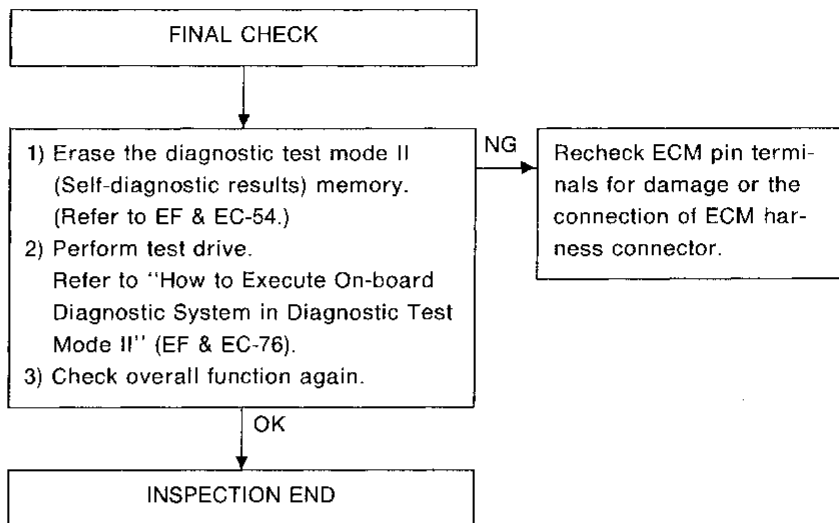 FINAL CHECK
1) Erase the diagnostic test mode II
(Self-diagnostic results) memory.
(Refer to EF & EC-54.)
2) Perform test drive.
Refer to "How to Execute On-board
Diagnostic System in Diagnostic Test
Mode II" (EF & EC-76).
3) Check overall function again.
NG
Recheck ECM pin termi-
nals for damage or the
connection of ECM har-
ness connector.
OK
INSPECTION END